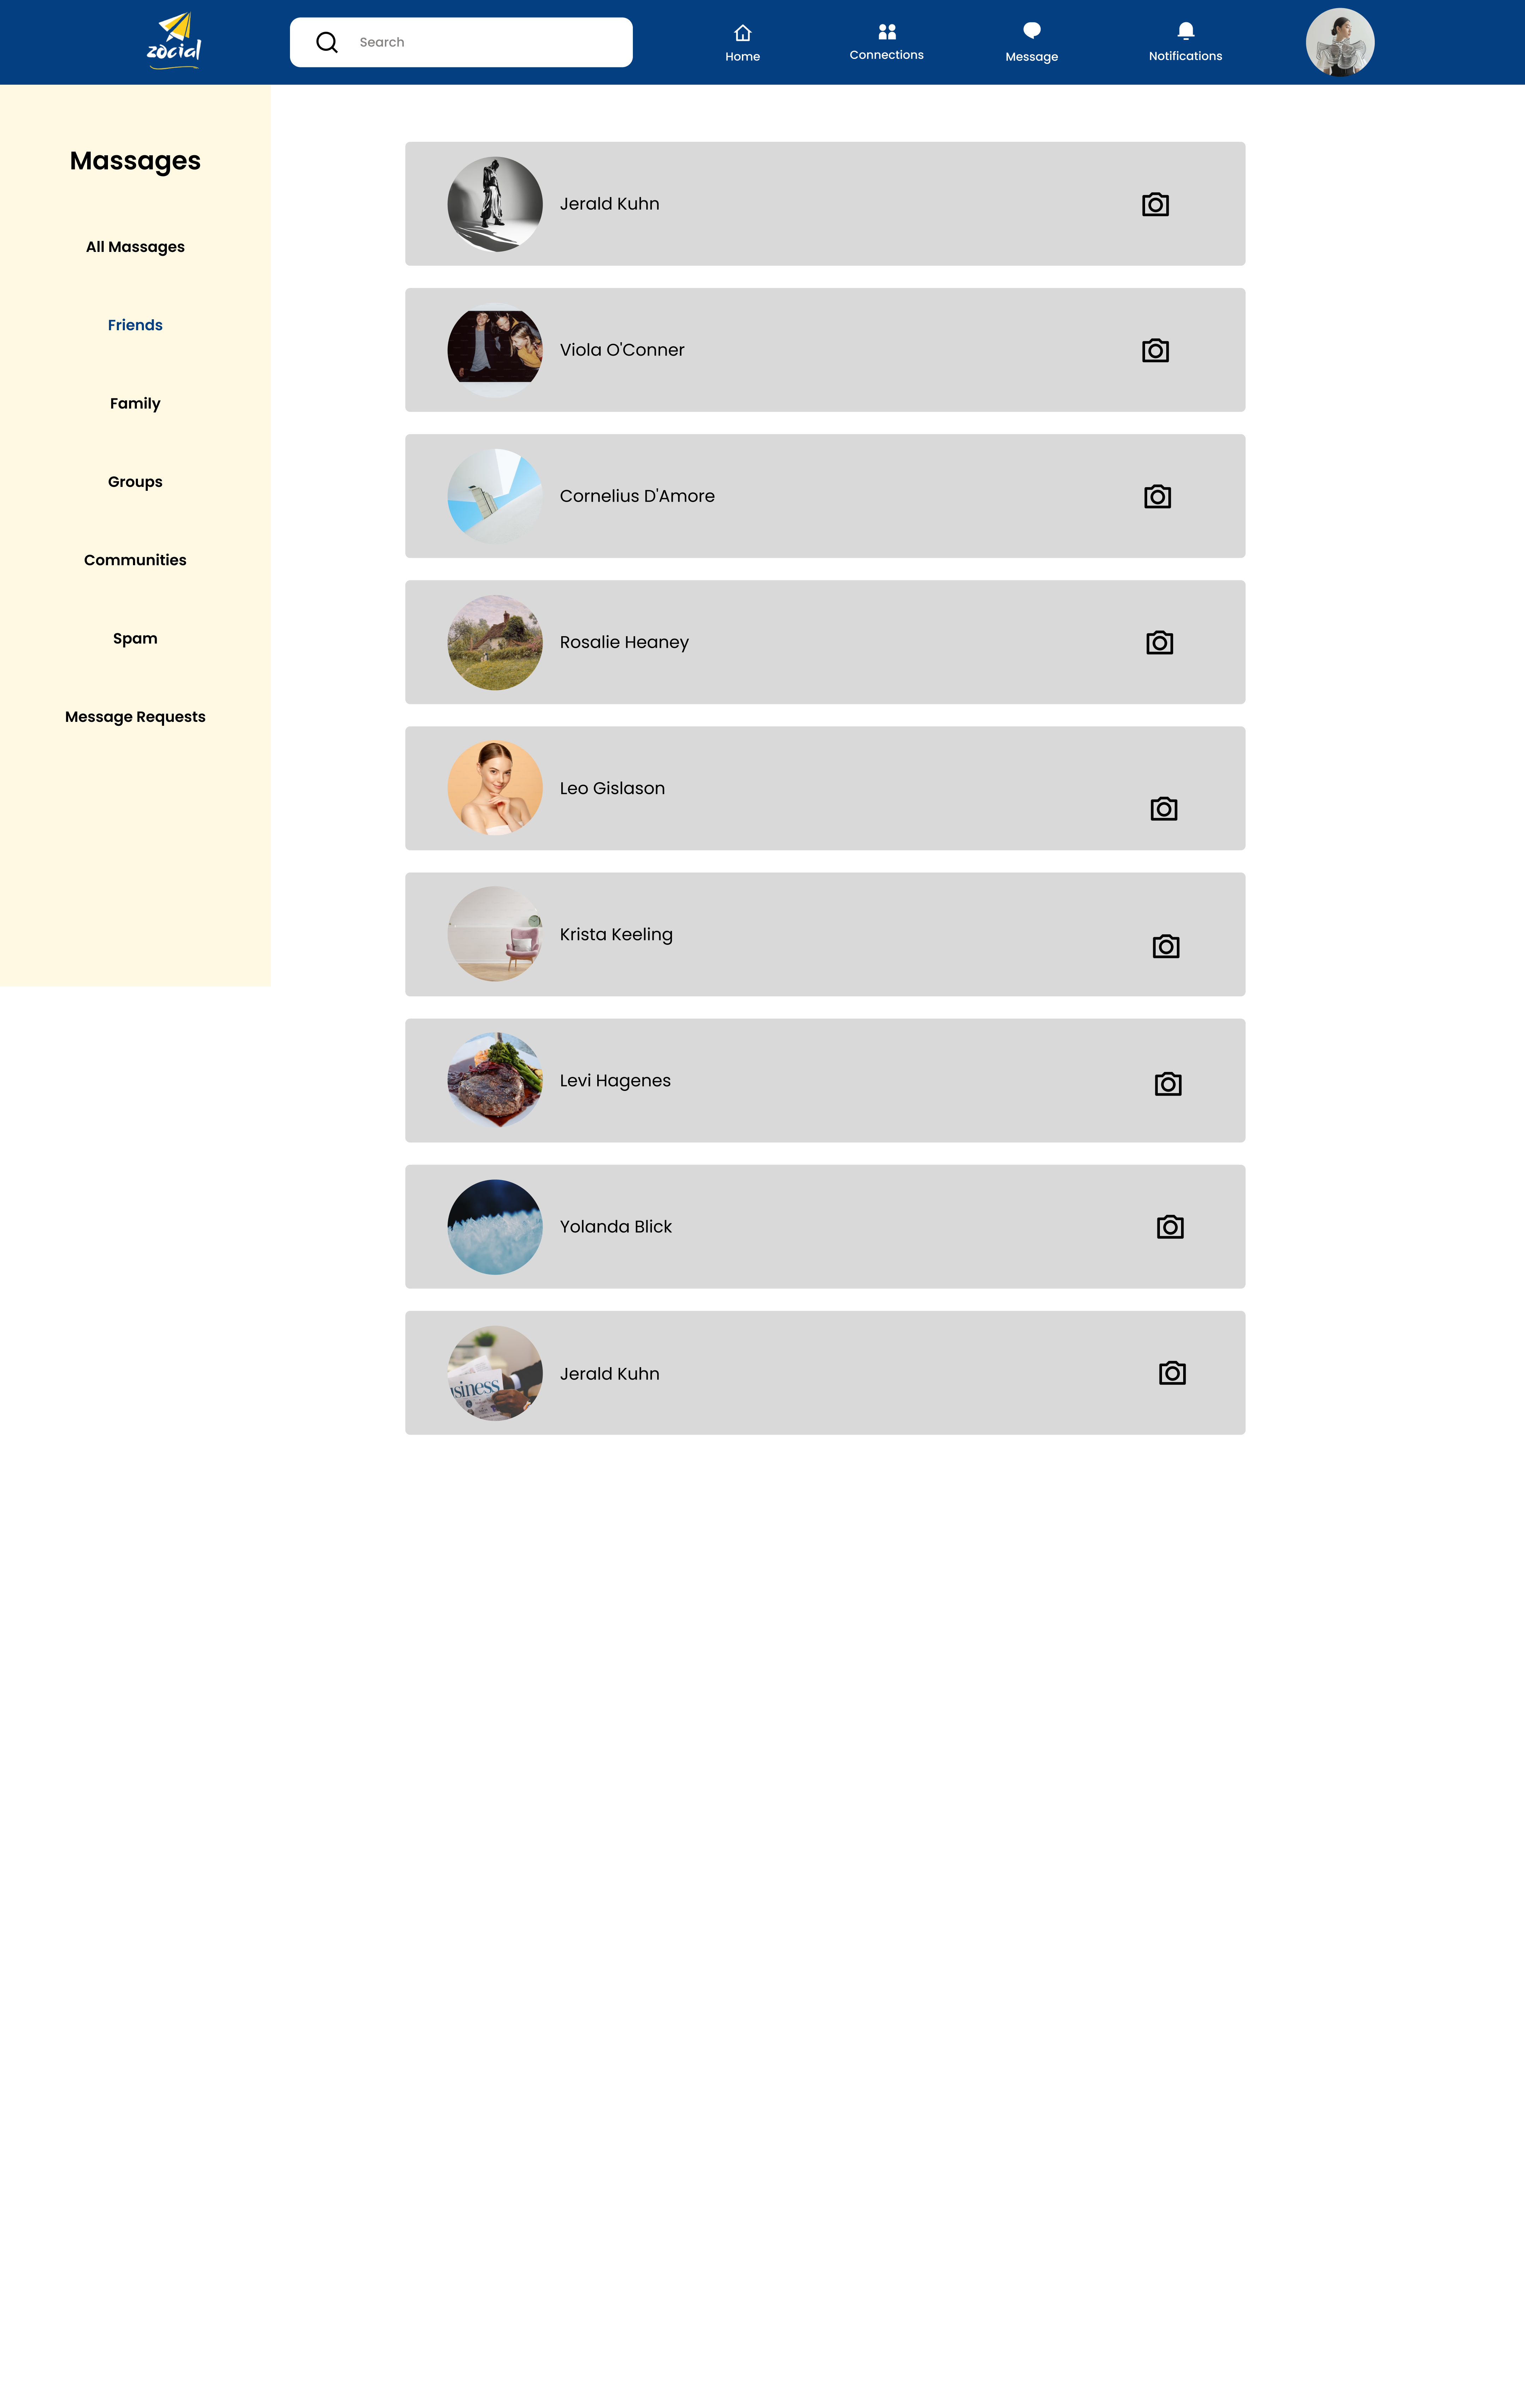 zocial
Search
Home
Connections
Message
Notifications
Massages
All Massages
Friends
Family
Groups
Communities
Spam
Message Requests
Jerald Kuhn
Viola O'Conner
Cornelius D'Amore
Rosalie Heaney
Leo Gislason
Krista Keeling
Levi Hagenes
Yolanda Blick
usiness
Jerald Kuhn